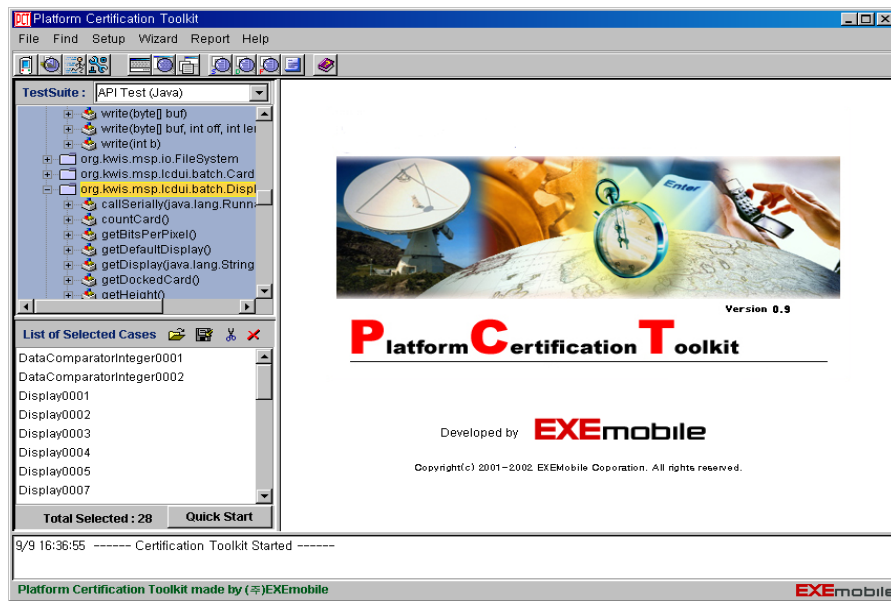 PCT Platform Certification Toolkit
File Find Setup Wizard Report Help
TestSuite : API Test (Java)
write(byte[] buf)
write(byte[] buf, int off, int ler
write(int b)
org.kwis.msp.io.FileSystem
org.kwis.msp.lcdui.batch.Card
org.kwis.msp.lcdui.batch.Displ
callSerially(java.lang.Runn
countCard()
getBitsPerPixel()
getDefaultDisplay()
getDisplay(java.lang.String
getDockedCard()
getHeight()
List of Selected Cases
DataComparatorInteger0001
DataComparatorInteger0002
Display0001
Display0002
Display0003
Display0004
Display0005
Display0007
Total Selected : 28 Quick Start
Enter
Version 0.9
Platform Certification Toolkit
Developed by EXEmobile
Copyright(c) 2001-2002 EXEMobile Coporation. All rights reserved.
9/9 16:36:55 ------ Certification Toolkit Started ------
Platform Certification Toolkit made by (주)EXEmobile
EXEmobile